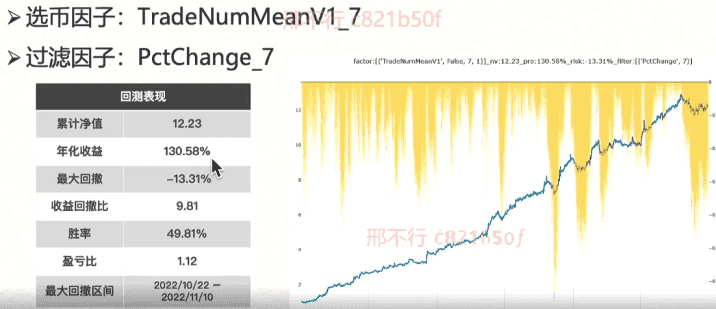 ➢选币因子：TradeNumMeanV1_7
邢不行 c821b50f
➢过滤因子：PctChange_7
factor:[('TradeNumMeanV1', False, 7, 1)]_nv:12.23_pro:130.58%_risk:-13.31%_filter:[('PctChange', 7)]
回测表现
累计净值 12.23
年化收益 130.58%
最大回撤 -13.31%
收益回撤比 9.81
胜率 49.81%
盈亏比 1.12
最大回撤区间 2022/10/22 –
2022/11/10
12
10
8
6
4
2
邢不行 c821b50f